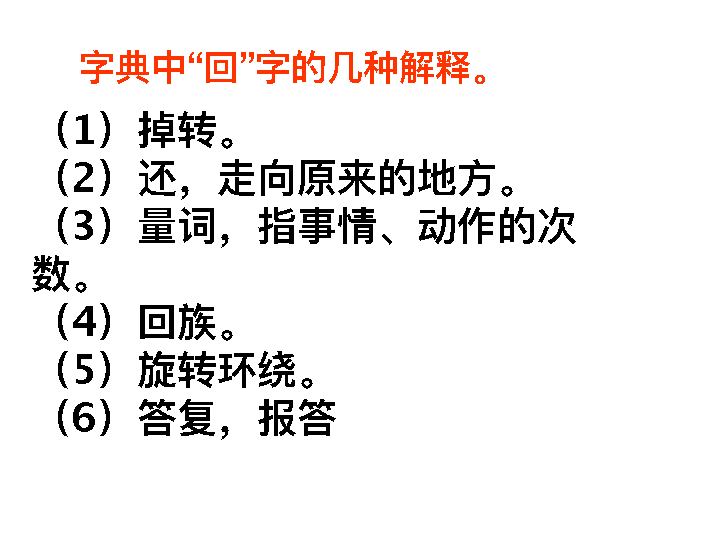 字典中“回”字的几种解释。
（1）掉转。
（2）还，走向原来的地方。
（3）量词，指事情、动作的次
数。
（4）回族。
（5）旋转环绕。
（6）答复，报答